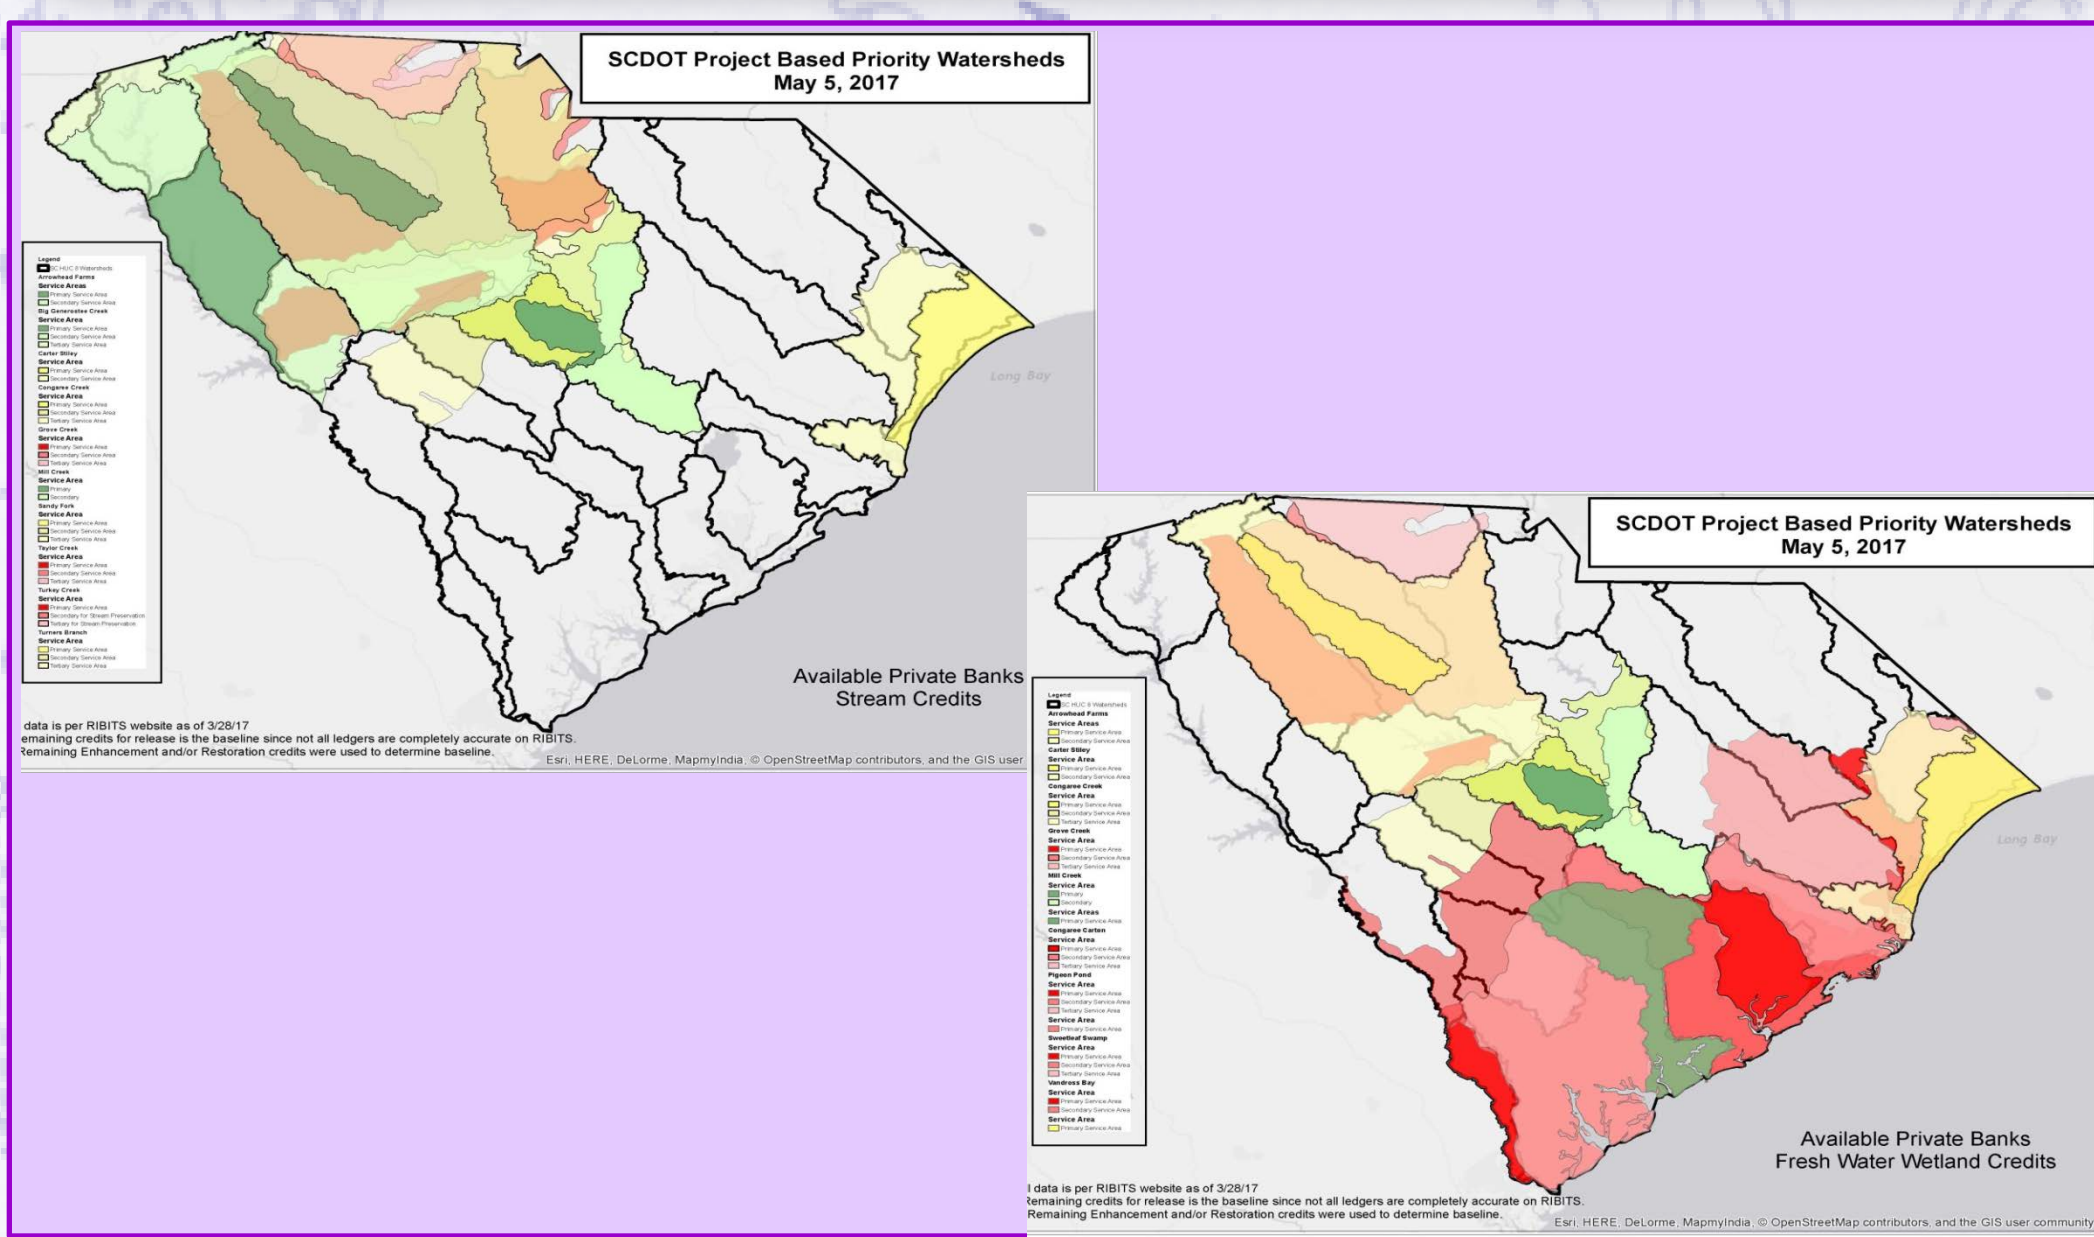 SCDOT Project Based Priority Watersheds
May 5, 2017
Legend
SC HUC 8 Watersheds
Arrowhead Farms
Service Areas
Primary Service Area
Secondary Service Area
Big Generostee Creek
Service Area
Primary Service Area
Secondary Service Area
Tertiary Service Area
Carter Stilley
Service Area
Primary Service Area
Secondary Service Area
Congaree Creek
Service Area
Primary Service Area
Secondary Service Area
Tertiary Service Area
Grove Creek
Service Area
Primary Service Area
Secondary Service Area
Tertiary Service Area
Mill Creek
Service Area
Primary
Secondary
Sandy Fork
Service Area
Primary Service Area
Secondary Service Area
Tertiary Service Area
Taylor Creek
Service Area
Primary Service Area
Secondary Service Area
Tertiary Service Area
Turkey Creek
Service Area
Primary Service Area
Secondary for Stream Preservation
Tertiary for Stream Preservation
Turners Branch
Service Area
Primary Service Area
Secondary Service Area
Tertiary Service Area
Long Bay
Available Private Banks
Stream Credits
data is per RIBITS website as of 3/28/17
emaining credits for release is the baseline since not all ledgers are completely accurate on RIBITS.
Remaining Enhancement and/or Restoration credits were used to determine baseline.
Esri, HERE, DeLorme, MapmyIndia, © OpenStreetMap contributors, and the GIS user
SCDOT Project Based Priority Watersheds
May 5, 2017
Legend
SC HUC 8 Watersheds
Arrowhead Farms
Service Areas
Primary Service Area
Secondary Service Area
Carter Stilley
Service Area
Primary Service Area
Secondary Service Area
Congaree Creek
Service Area
Primary Service Area
Secondary Service Area
Tertiary Service Area
Grove Creek
Service Area
Primary Service Area
Secondary Service Area
Tertiary Service Area
Mill Creek
Service Area
Primary
Secondary
Service Areas
Primary Service Area
Congaree Carton
Service Area
Primary Service Area
Secondary Service Area
Tertiary Service Area
Pigeon Pond
Service Area
Primary Service Area
Secondary Service Area
Tertiary Service Area
Service Area
Primary Service Area
Sweetleaf Swamp
Service Area
Primary Service Area
Secondary Service Area
Tertiary Service Area
Vandross Bay
Service Area
Primary Service Area
Secondary Service Area
Service Area
Primary Service Area
Long Bay
Available Private Banks
Fresh Water Wetland Credits
l data is per RIBITS website as of 3/28/17
Remaining credits for release is the baseline since not all ledgers are completely accurate on RIBITS.
Remaining Enhancement and/or Restoration credits were used to determine baseline.
Esri, HERE, DeLorme, MapmyIndia, © OpenStreetMap contributors, and the GIS user community